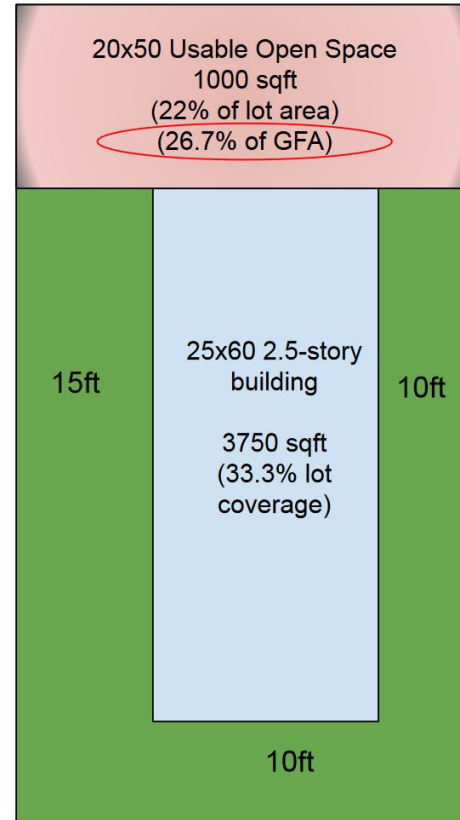 20x50 Usable Open Space
1000 sqft
(22% of lot area)
(26.7% of GFA)
25x60 2.5-story
building
15ft
10ft
3750 sqft
(33.3% lot
coverage)
10ft